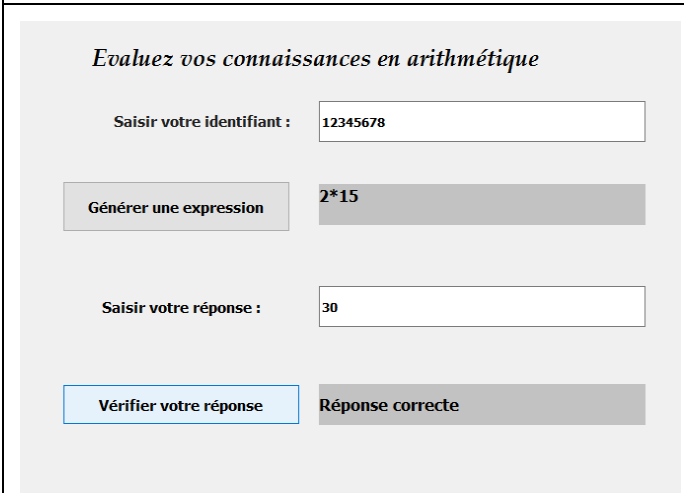 Evaluez vos connaissances en arithmétique
Saisir votre identifiant : 12345678
Générer une expression 2*15
Saisir votre réponse : 30
Vérifier votre réponse Réponse correcte